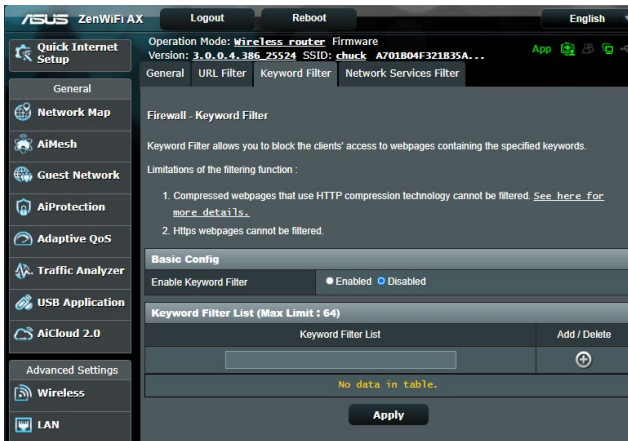 ASUS ZenWiFi AX Logout Reboot English
Quick Internet Setup
Operation Mode: Wireless router Firmware
Version: 3.0.0.4.386_25524 SSID: chuck A701B04F321B35A...
App
General URL Filter Keyword Filter Network Services Filter
General
Network Map
AiMesh
Guest Network
AiProtection
Adaptive QoS
Traffic Analyzer
USB Application
AiCloud 2.0
Advanced Settings
Wireless
LAN
Firewall - Keyword Filter
Keyword Filter allows you to block the clients' access to webpages containing the specified keywords.
Limitations of the filtering function :
1. Compressed webpages that use HTTP compression technology cannot be filtered. See here for
more details.
2. Https webpages cannot be filtered.
Basic Config
Enable Keyword Filter Enabled Disabled
Keyword Filter List (Max Limit : 64)
Keyword Filter List Add / Delete
No data in table.
Apply